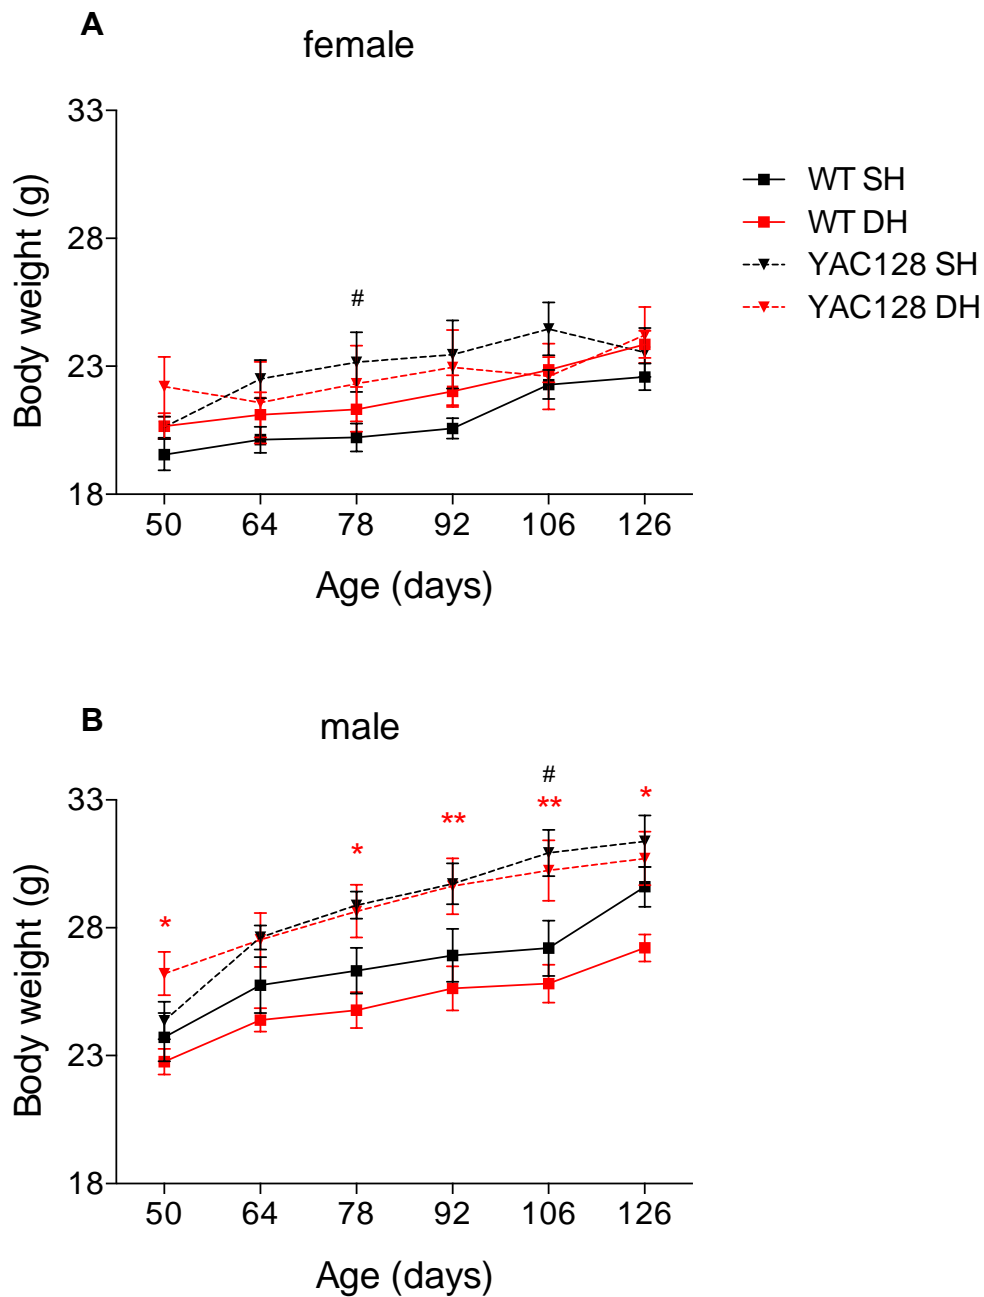 A
female
33
28
23
18
Body weight (g)
#
50 64 78 92 106 126
Age (days)
WT SH
WT DH
YAC128 SH
YAC128 DH
B
male
33
28
23
18
Body weight (g)
*
*
**
#
**
*
50 64 78 92 106 126
Age (days)